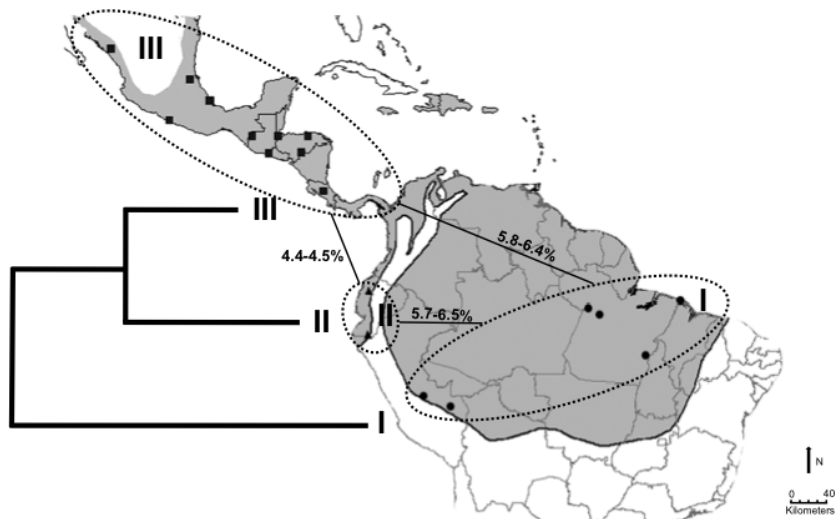 III
III
4.4-4.5%
5.8-6.4%
I
II
II
5.7-6.5%
I
N
0 40
Kilometers